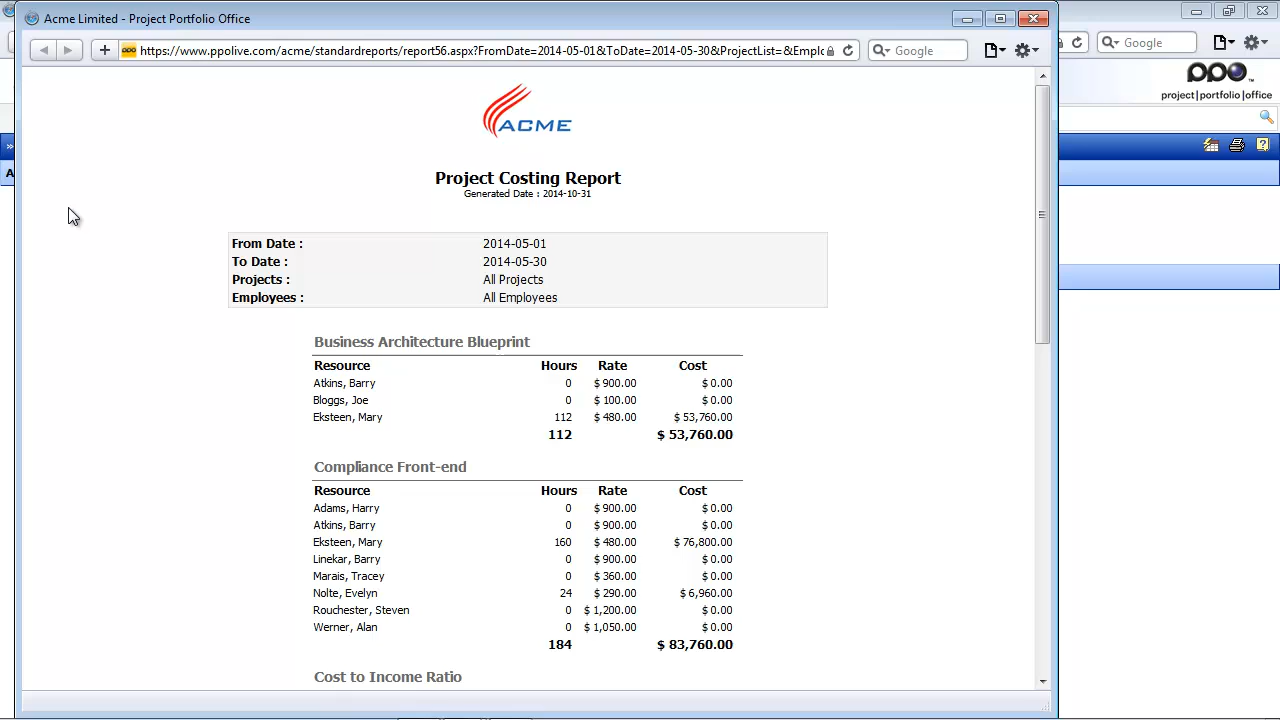 Acme Limited - Project Portfolio Office
https://www.ppolive.com/acme/standardreports/report56.aspx?FromDate=2014-05-01&ToDate=2014-05-30&ProjectList=&Emplo
Google
Google
ppo
ppo™
project|portfolio|office
»
A
ACME
Project Costing Report
Generated Date : 2014-10-31
From Date : 2014-05-01
To Date : 2014-05-30
Projects : All Projects
Employees : All Employees
Business Architecture Blueprint
Resource Hours Rate Cost
Atkins, Barry 0 $ 900.00 $ 0.00
Bloggs, Joe 0 $ 100.00 $ 0.00
Eksteen, Mary 112 $ 480.00 $ 53,760.00
112 $ 53,760.00
Compliance Front-end
Resource Hours Rate Cost
Adams, Harry 0 $ 900.00 $ 0.00
Atkins, Barry 0 $ 900.00 $ 0.00
Eksteen, Mary 160 $ 480.00 $ 76,800.00
Linekar, Barry 0 $ 900.00 $ 0.00
Marais, Tracey 0 $ 360.00 $ 0.00
Nolte, Evelyn 24 $ 290.00 $ 6,960.00
Rouchester, Steven 0 $ 1,200.00 $ 0.00
Werner, Alan 0 $ 1,050.00 $ 0.00
184 $ 83,760.00
Cost to Income Ratio